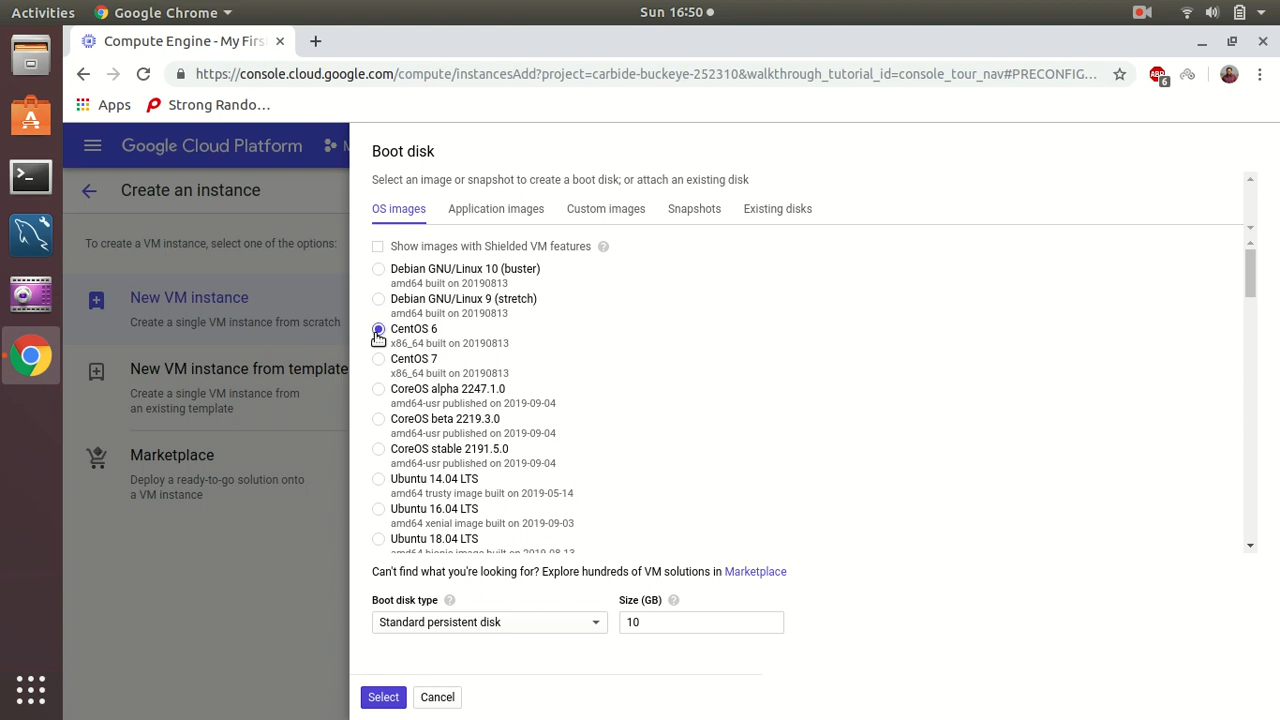 Activities Google Chrome Sun 16:50
Compute Engine - My Firs
https://console.cloud.google.com/compute/instancesAdd?project=carbide-buckeye-252310&walkthrough_tutorial_id=console_tour_nav#PRECONFIG... ABP 6
Apps Strong Rando...
Google Cloud Platform M
Create an instance
To create a VM instance, select one of the options:
New VM instance
Create a single VM instance from scratch
New VM instance from template
Create a single VM instance from
an existing template
Marketplace
Deploy a ready-to-go solution onto
a VM instance
Boot disk
Select an image or snapshot to create a boot disk; or attach an existing disk
OS images Application images Custom images Snapshots Existing disks
Show images with Shielded VM features ?
Debian GNU/Linux 10 (buster)
amd64 built on 20190813
Debian GNU/Linux 9 (stretch)
amd64 built on 20190813
CentOS 6
x86_64 built on 20190813
CentOS 7
x86_64 built on 20190813
CoreOS alpha 2247.1.0
amd64-usr published on 2019-09-04
CoreOS beta 2219.3.0
amd64-usr published on 2019-09-04
CoreOS stable 2191.5.0
amd64-usr published on 2019-09-04
Ubuntu 14.04 LTS
amd64 trusty image built on 2019-05-14
Ubuntu 16.04 LTS
amd64 xenial image built on 2019-09-03
Ubuntu 18.04 LTS
amd64 bionic image built on 2019-08-13
Can't find what you're looking for? Explore hundreds of VM solutions in Marketplace
Boot disk type ? Size (GB) ?
Standard persistent disk 10
Select Cancel